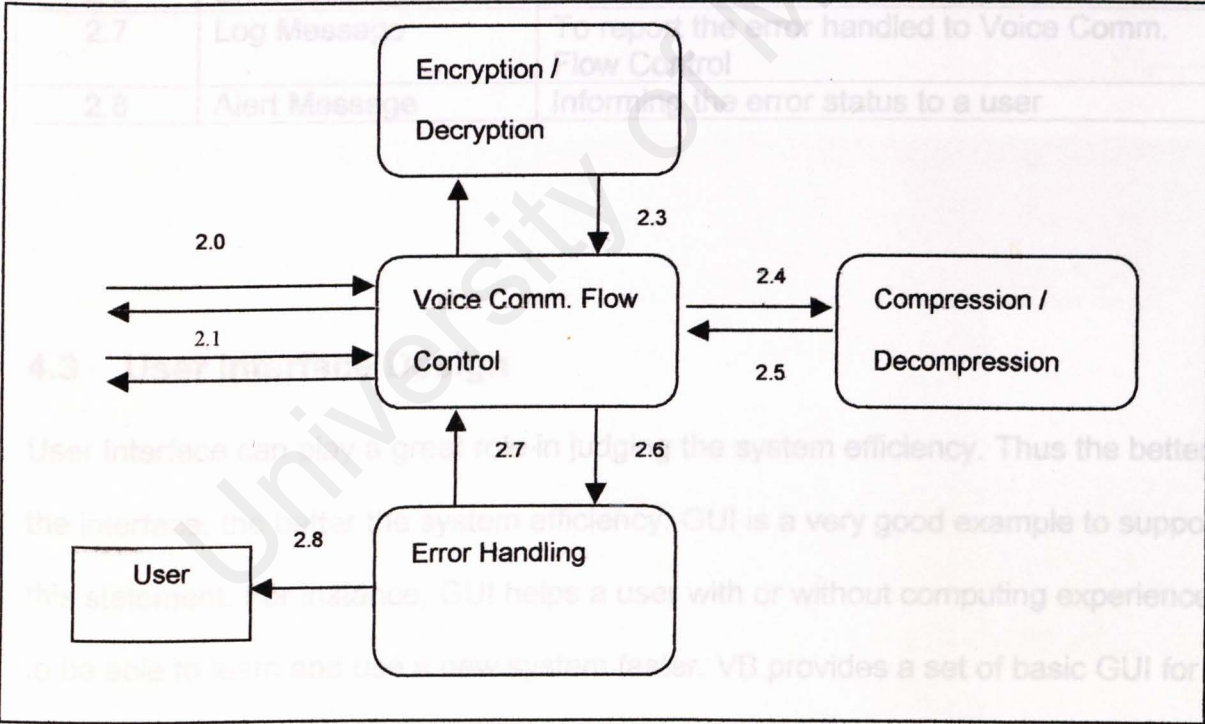 2.7 Log Message To report the error handled to Voice Comm.
Flow Control
2.8 Alert Message Informing the error status to a user
Encryption /
Decryption
2.3
2.0
Voice Comm. Flow
Control
2.4
Compression /
Decompression
2.1
2.5
4.3 User Interface Design
User Interface can play a great role in judging the system efficiency. Thus the better
2.7
2.6
the interface, the better the system efficiency. GUI is a very good example to suppo
Error Handling
2.8
User
this statement. For instance, GUI helps a user with or without computing experience
to be able to learn and use a new system faster. VB provides a set of basic GUI for
University of M